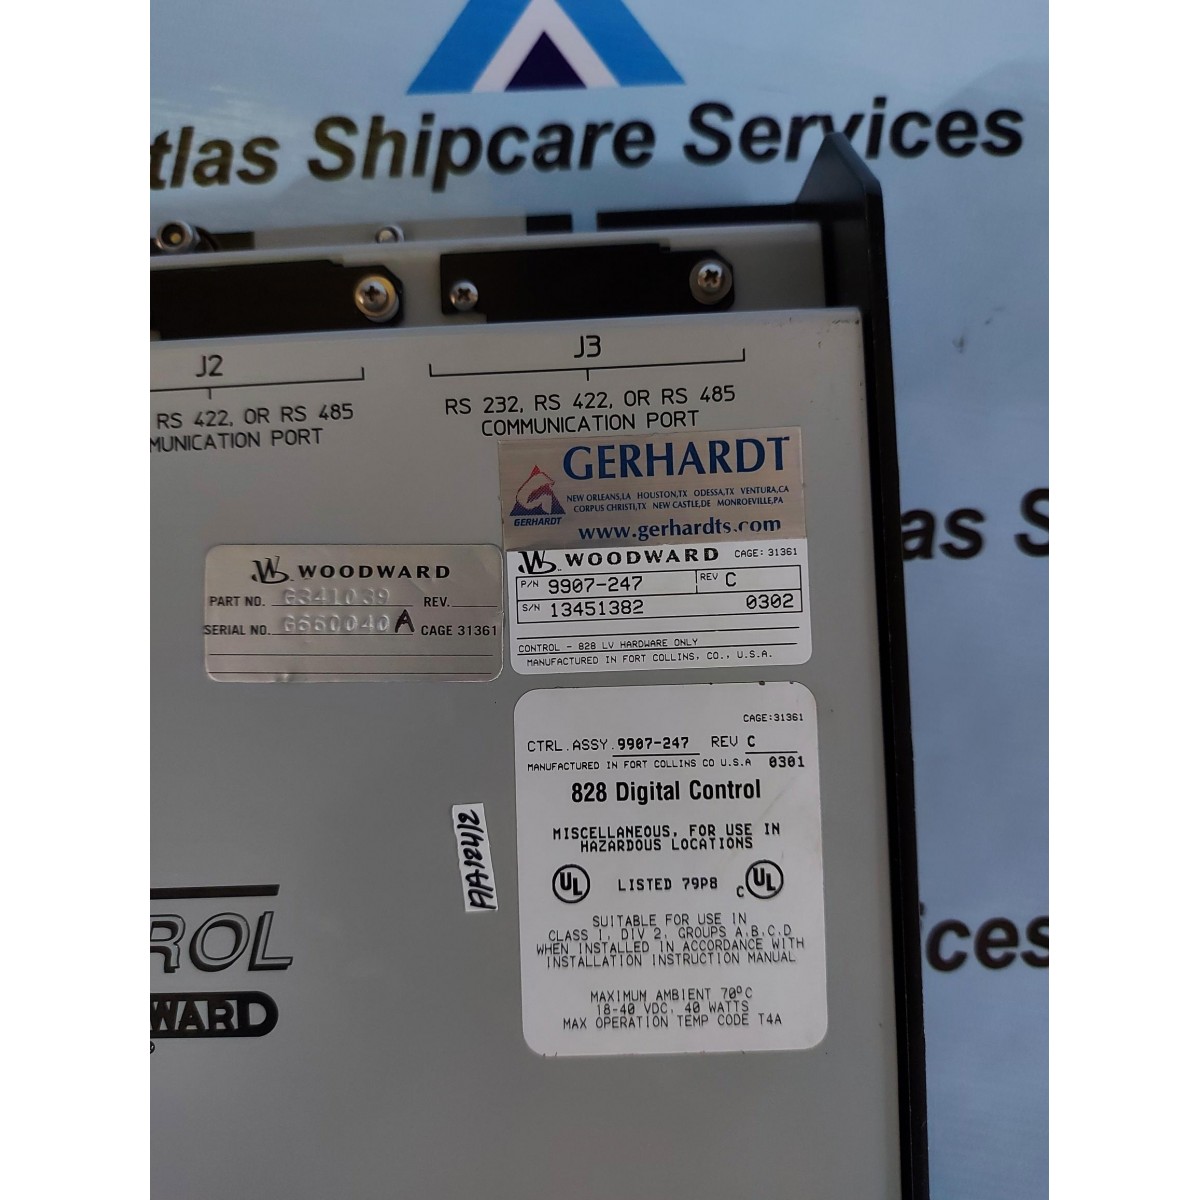 tlas Shipcare Services
J2
RS 422, OR RS 485
MUNICATION PORT
J3
RS 232, RS 422, OR RS 485
COMMUNICATION PORT
GERHARDT
NEW ORLEANS,LA HOUSTON,TX ODESSA,TX VENTURA,CA
CORPUS CHRISTI,TX NEW CASTLE,DE MONROEVILLE,PA
GERHARDT
www.gerhardts.com
WOODWARD
PART NO. G341039 REV.
SERIAL NO. G660040 A CAGE 31361
WOODWARD CAGE: 31361
P/N 9907-247 REV C
S/N 13451382 0302
CONTROL - 828 LV HARDWARE ONLY
MANUFACTURED IN FORT COLLINS, CO., U.S.A.
as S
CAGE:31361
CTRL.ASSY.9907-247 REV C
MANUFACTURED IN FORT COLLINS CO U.S.A 0301
828 Digital Control
MISCELLANEOUS, FOR USE IN
HAZARDOUS LOCATIONS
UL LISTED 79P8 c UL
SUITABLE FOR USE IN
CLASS 1, DIV 2, GROUPS A,B,C,D
WHEN INSTALLED IN ACCORDANCE WITH
INSTALLATION INSTRUCTION MANUAL
MAXIMUM AMBIENT 70°C
18-40 VDC, 40 WATTS
MAX OPERATION TEMP CODE T4A
AA12412
ROL
WARD
ices